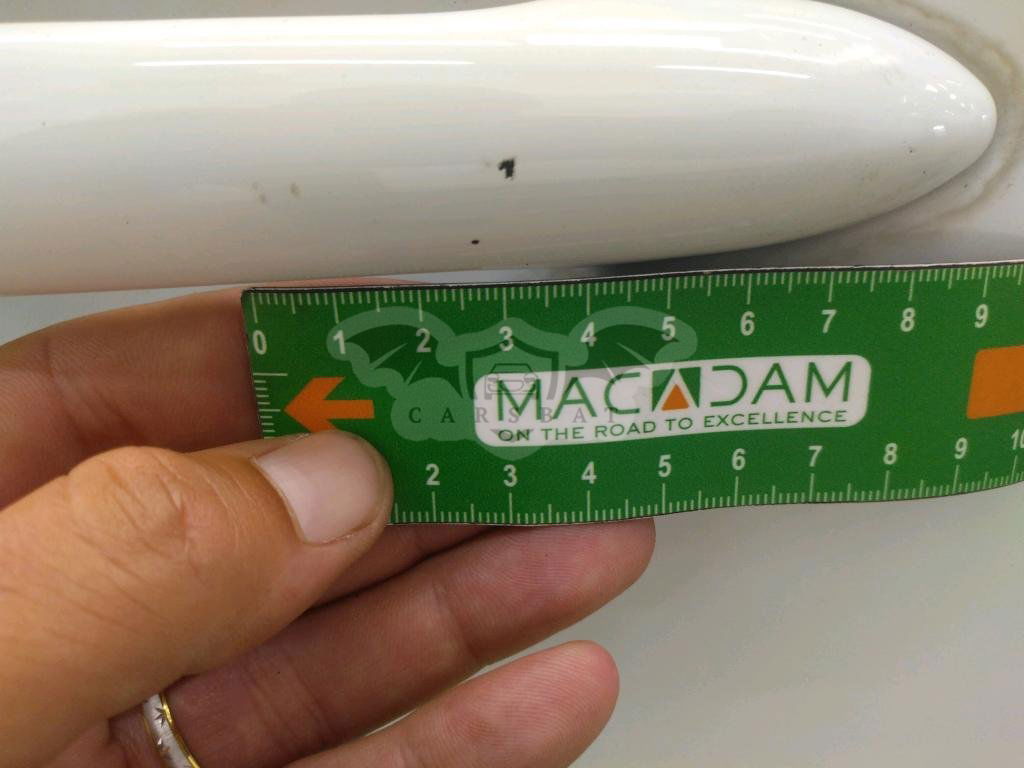 0 1 2 3 4 5 6 7 8 9
MACADAM
CARSBAT
ON THE ROAD TO EXCELLENCE
2 3 4 5 6 7 8 9 10